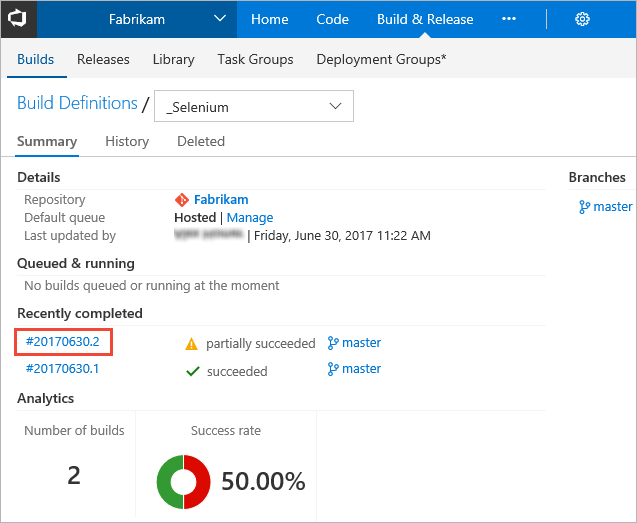 Fabrikam Home Code Build & Release ···
Builds Releases Library Task Groups Deployment Groups*
Build Definitions / _Selenium
Summary History Deleted
Details Branches
Repository Fabrikam master
Default queue Hosted | Manage
Last updated by | Friday, June 30, 2017 11:22 AM
Queued & running
No builds queued or running at the moment
Recently completed
#20170630.2 partially succeeded master
#20170630.1 succeeded master
Analytics
Number of builds Success rate
2 50.00%